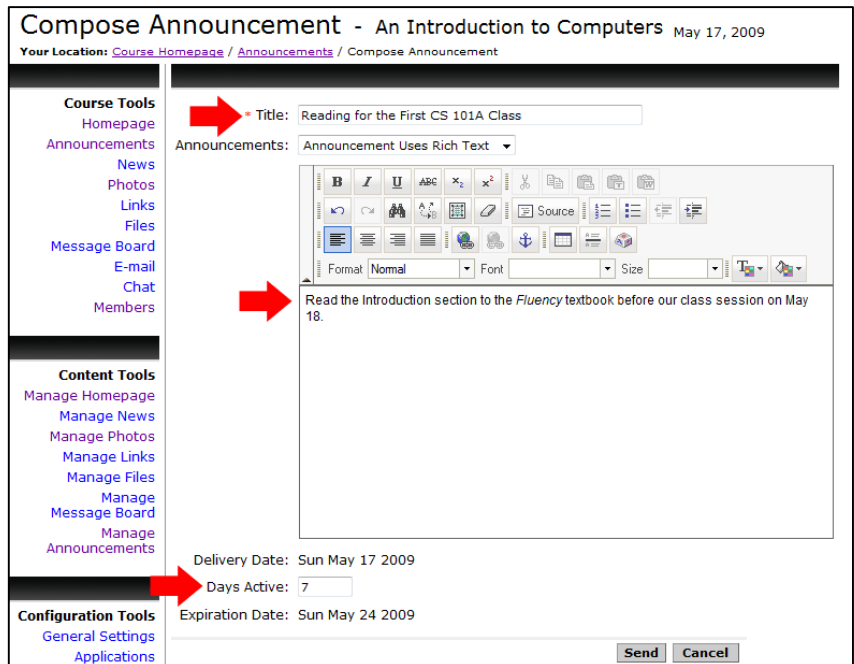 Compose Announcement - An Introduction to Computers May 17, 2009
Your Location: Course Homepage / Announcements / Compose Announcement
Course Tools
Homepage
Announcements
News
Photos
Links
Files
Message Board
E-mail
Chat
Members
Content Tools
Manage Homepage
Manage News
Manage Photos
Manage Links
Manage Files
Manage
Message Board
Manage
Announcements
Configuration Tools
General Settings
Applications
* Title: Reading for the First CS 101A Class
Announcements: Announcement Uses Rich Text
B I U ABC x₂ x²
Source
Format Normal Font Size
Read the Introduction section to the Fluency textbook before our class session on May
18.
Delivery Date: Sun May 17 2009
Days Active: 7
Expiration Date: Sun May 24 2009
Send Cancel